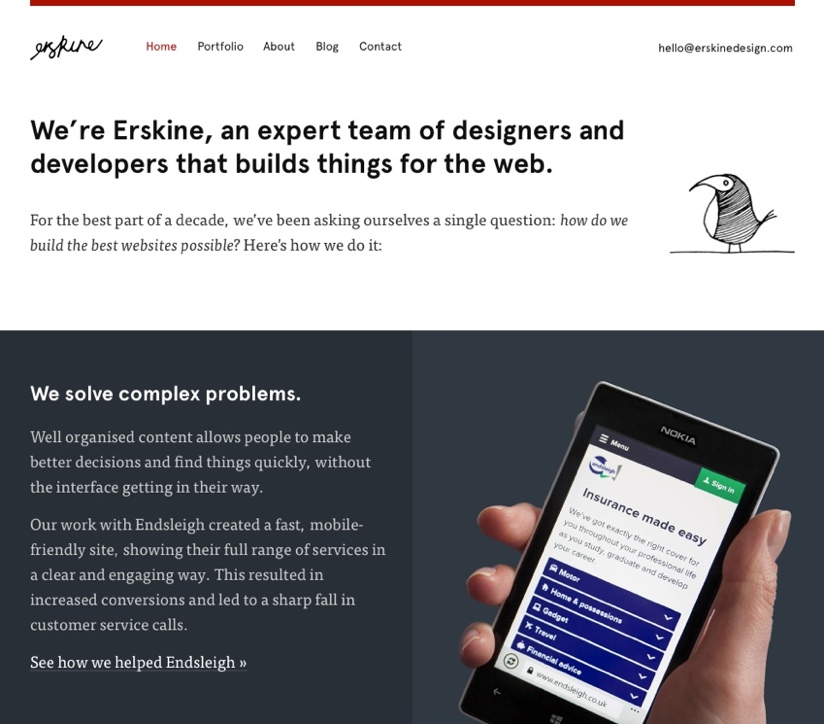 erskine
Home Portfolio About Blog Contact
hello@erskinedesign.com
We’re Erskine, an expert team of designers and
developers that builds things for the web.
For the best part of a decade, we’ve been asking ourselves a single question: how do we
build the best websites possible? Here’s how we do it:
We solve complex problems.
Well organised content allows people to make
better decisions and find things quickly, without
the interface getting in their way.
Our work with Endsleigh created a fast, mobile-
friendly site, showing their full range of services in
a clear and engaging way. This resulted in
increased conversions and led to a sharp fall in
customer service calls.
See how we helped Endsleigh »
NOKIA
Menu
endsleigh
Sign in
Insurance made easy
We've got exactly the right cover for
you throughout your professional life
as you study, graduate and develop
your career.
Motor
Home & possessions
Gadget
Travel
Financial advice
www.endsleigh.co.uk